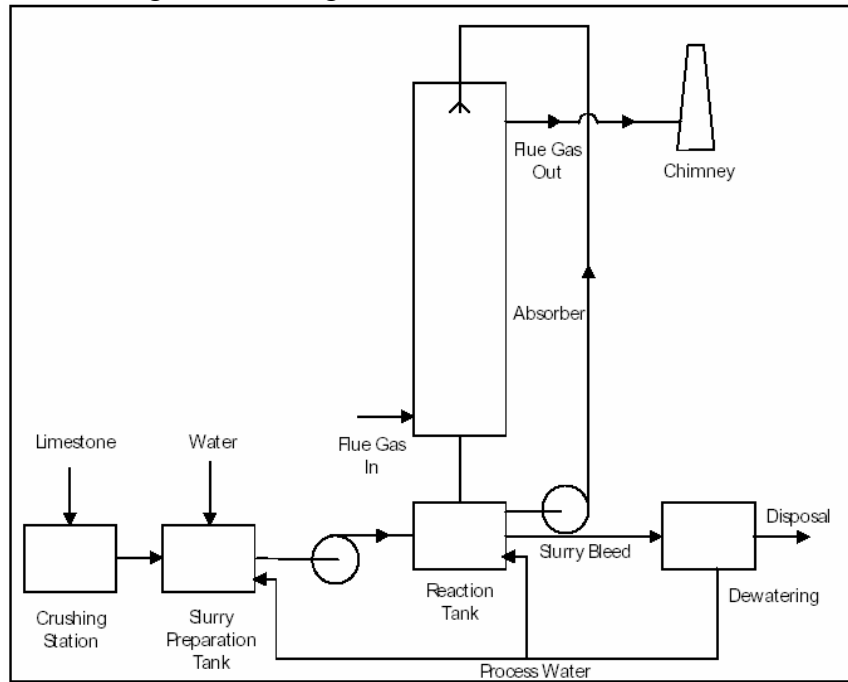 Flue Gas
Out
Chimney
Absorber
Limestone
Water
Flue Gas
In
Disposal
Slurry Bleed
Crushing
Station
Slurry
Preparation
Tank
Reaction
Tank
Dewatering
Process Water